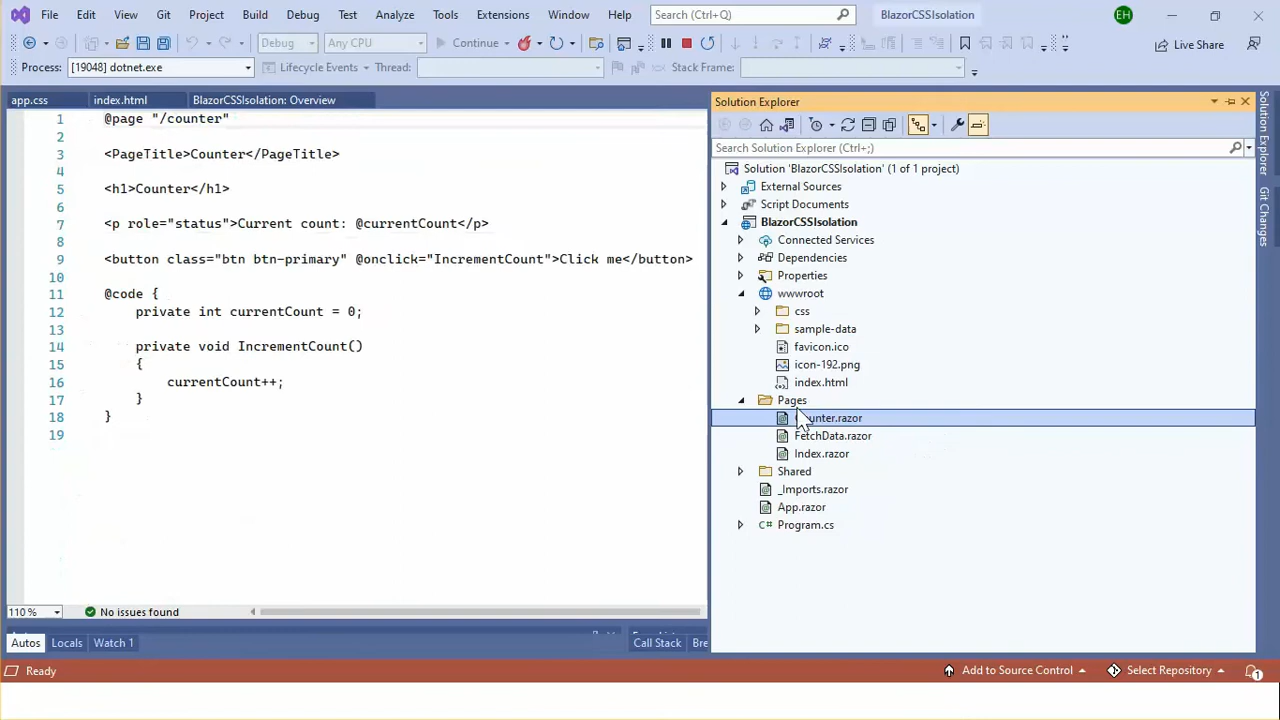 File Edit View Git Project Build Debug Test Analyze Tools Extensions Window Help Search (Ctrl+Q) BlazorCSSIsolation EH
Debug Any CPU Continue Live Share
Process: [19048] dotnet.exe Lifecycle Events Thread: Stack Frame:
app.css index.html BlazorCSSIsolation: Overview
1 @page "/counter"
2
3 <PageTitle>Counter</PageTitle>
4
5 <h1>Counter</h1>
6
7 <p role="status">Current count: @currentCount</p>
8
9 <button class="btn btn-primary" @onclick="IncrementCount">Click me</button>
10
11 @code {
12 private int currentCount = 0;
13
14 private void IncrementCount()
15 {
16 currentCount++;
17 }
18 }
19
110 % No issues found
Autos Locals Watch 1
Call Stack Bre
Solution Explorer
Search Solution Explorer (Ctrl+;)
Solution 'BlazorCSSIsolation' (1 of 1 project)
External Sources
Script Documents
BlazorCSSIsolation
Connected Services
Dependencies
Properties
wwwroot
css
sample-data
favicon.ico
icon-192.png
index.html
Pages
unter.razor
FetchData.razor
Index.razor
Shared
_Imports.razor
App.razor
Program.cs
Solution Explorer
Git Changes
Ready Add to Source Control Select Repository 1